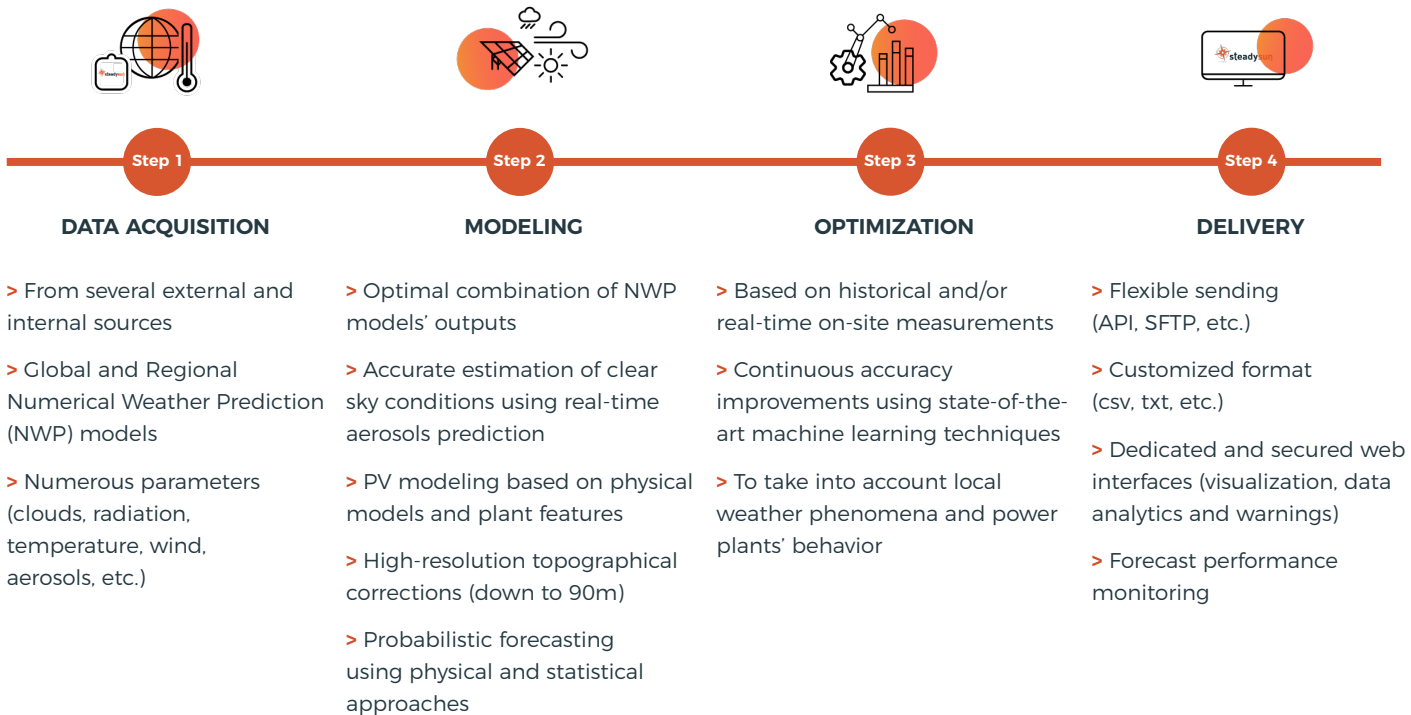 steadysun
steadysun
Step 1
Step 2
Step 3
Step 4
DATA ACQUISITION
> From several external and
internal sources
> Global and Regional
Numerical Weather Prediction
(NWP) models
> Numerous parameters
(clouds, radiation,
temperature, wind,
aerosols, etc.)
MODELING
> Optimal combination of NWP
models’ outputs
> Accurate estimation of clear
sky conditions using real-time
aerosols prediction
> PV modeling based on physical
models and plant features
> High-resolution topographical
corrections (down to 90m)
> Probabilistic forecasting
using physical and statistical
approaches
OPTIMIZATION
> Based on historical and/or
real-time on-site measurements
> Continuous accuracy
improvements using state-of-the-
art machine learning techniques
> To take into account local
weather phenomena and power
plants’ behavior
DELIVERY
> Flexible sending
(API, SFTP, etc.)
> Customized format
(csv, txt, etc.)
> Dedicated and secured web
interfaces (visualization, data
analytics and warnings)
> Forecast performance
monitoring